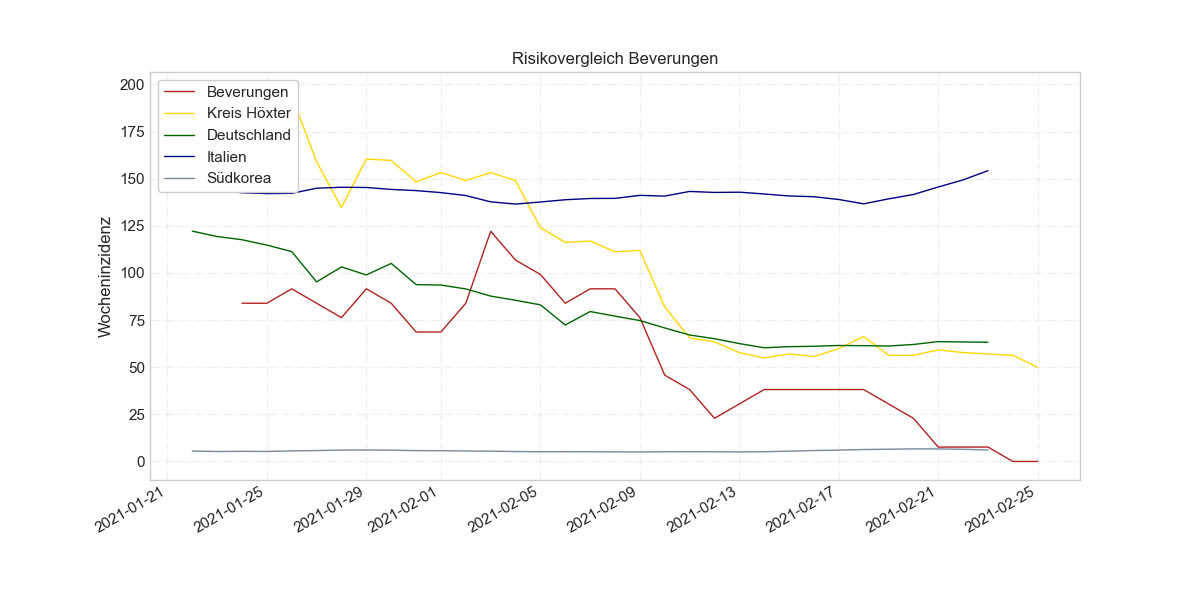 Risikovergleich Beverungen
Wocheninzidenz
200
175
150
125
100
75
50
25
0
Beverungen
Kreis Höxter
Deutschland
Italien
Südkorea
2021-01-21
2021-01-25
2021-01-29
2021-02-01
2021-02-05
2021-02-09
2021-02-13
2021-02-17
2021-02-21
2021-02-25